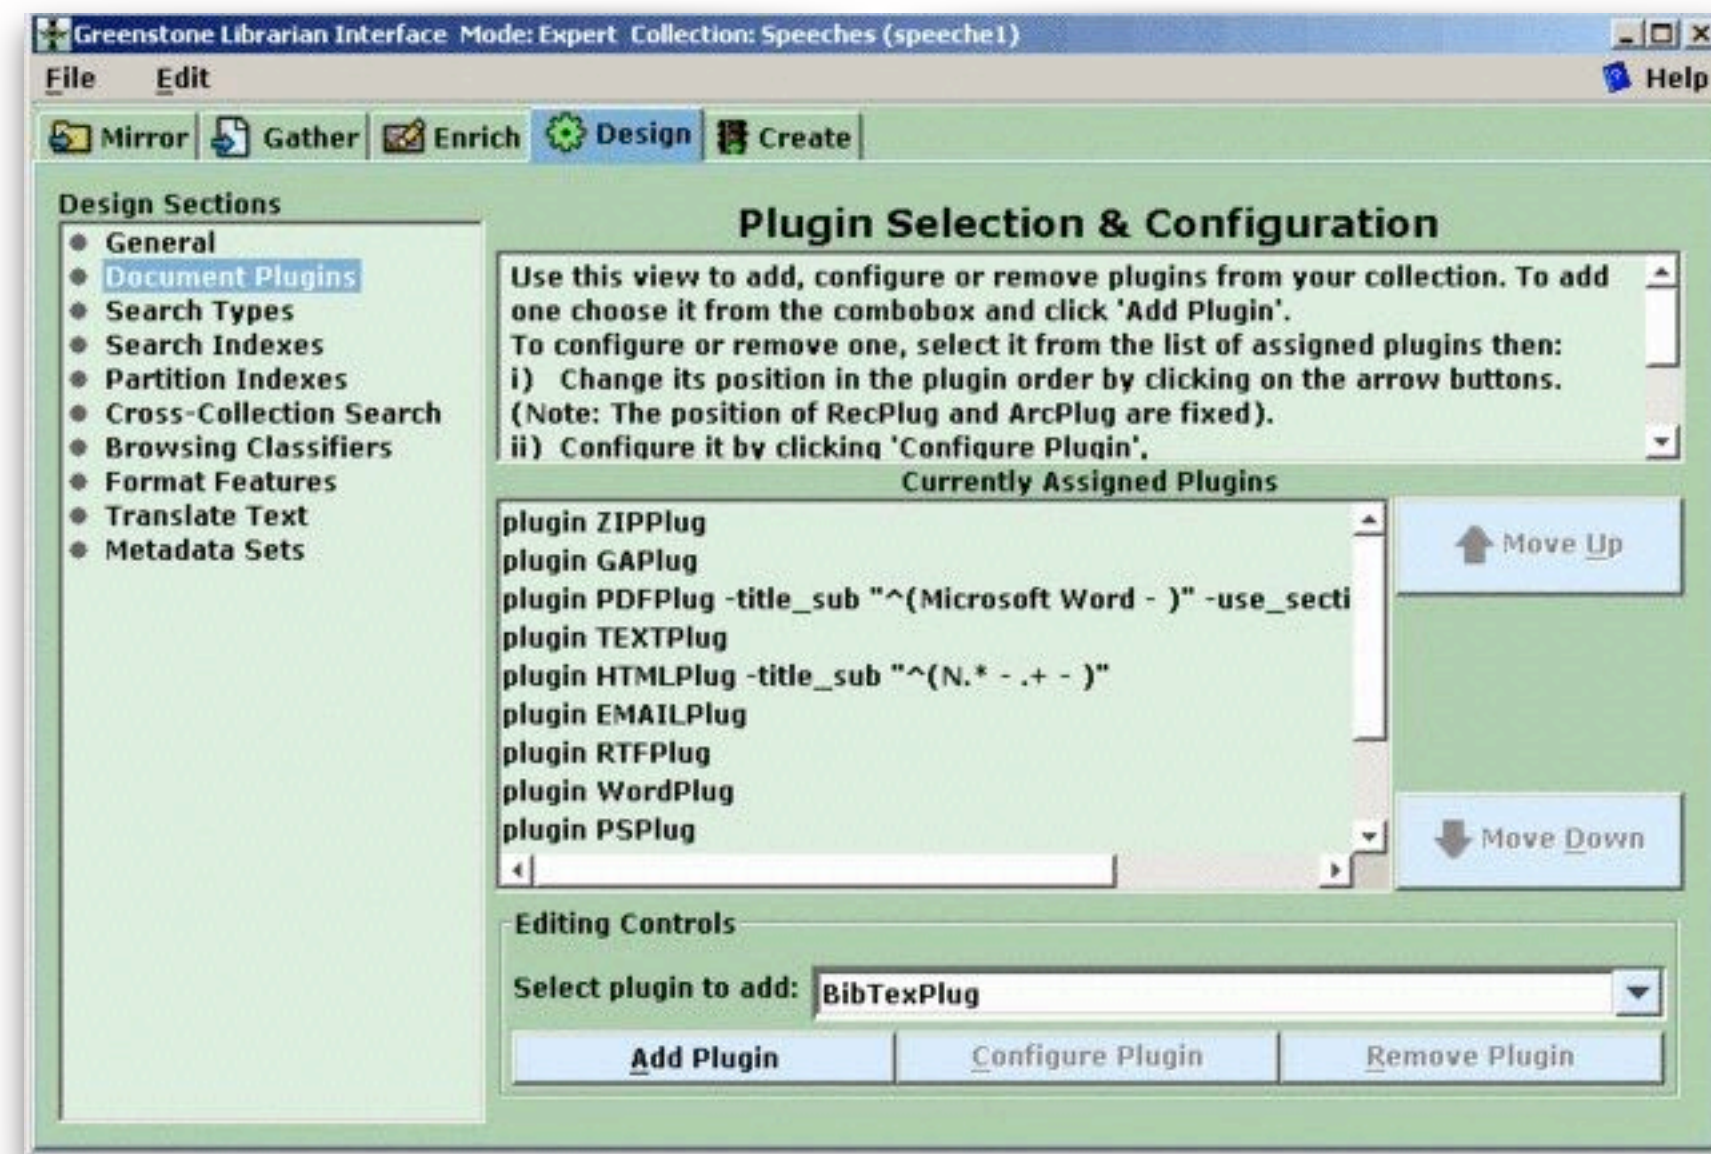 Greenstone Librarian Interface Mode: Expert Collection: Speeches (speeche1)
File Edit Help
Mirror Gather Enrich Design Create
Design Sections
General
Document Plugins
Search Types
Search Indexes
Partition Indexes
Cross-Collection Search
Browsing Classifiers
Format Features
Translate Text
Metadata Sets
Plugin Selection & Configuration
Use this view to add, configure or remove plugins from your collection. To add
one choose it from the combobox and click 'Add Plugin'.
To configure or remove one, select it from the list of assigned plugins then:
i) Change its position in the plugin order by clicking on the arrow buttons.
(Note: The position of RecPlug and ArcPlug are fixed).
ii) Configure it by clicking 'Configure Plugin'.
Currently Assigned Plugins
plugin ZIPPlug
plugin GAPlug
plugin PDFPlug -title_sub "^(Microsoft Word - )" -use_secti
plugin TEXTPlug
plugin HTMLPlug -title_sub "^(N.* - .+ - )"
plugin EMAILPlug
plugin RTFPlug
plugin WordPlug
plugin PSPlug
Move Up
Move Down
Editing Controls
Select plugin to add: BibTexPlug
Add Plugin Configure Plugin Remove Plugin